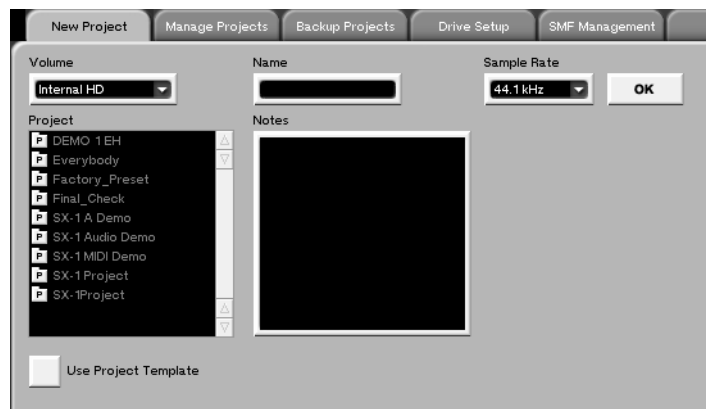 New Project Manage Projects Backup Projects Drive Setup SMF Management
Volume Name Sample Rate
Internal HD 44.1 kHz OK
Project Notes
P DEMO 1 EH
P Everybody
P Factory_Preset
P Final_Check
P SX-1 A Demo
P SX-1 Audio Demo
P SX-1 MIDI Demo
P SX-1 Project
P SX-1Project
Use Project Template